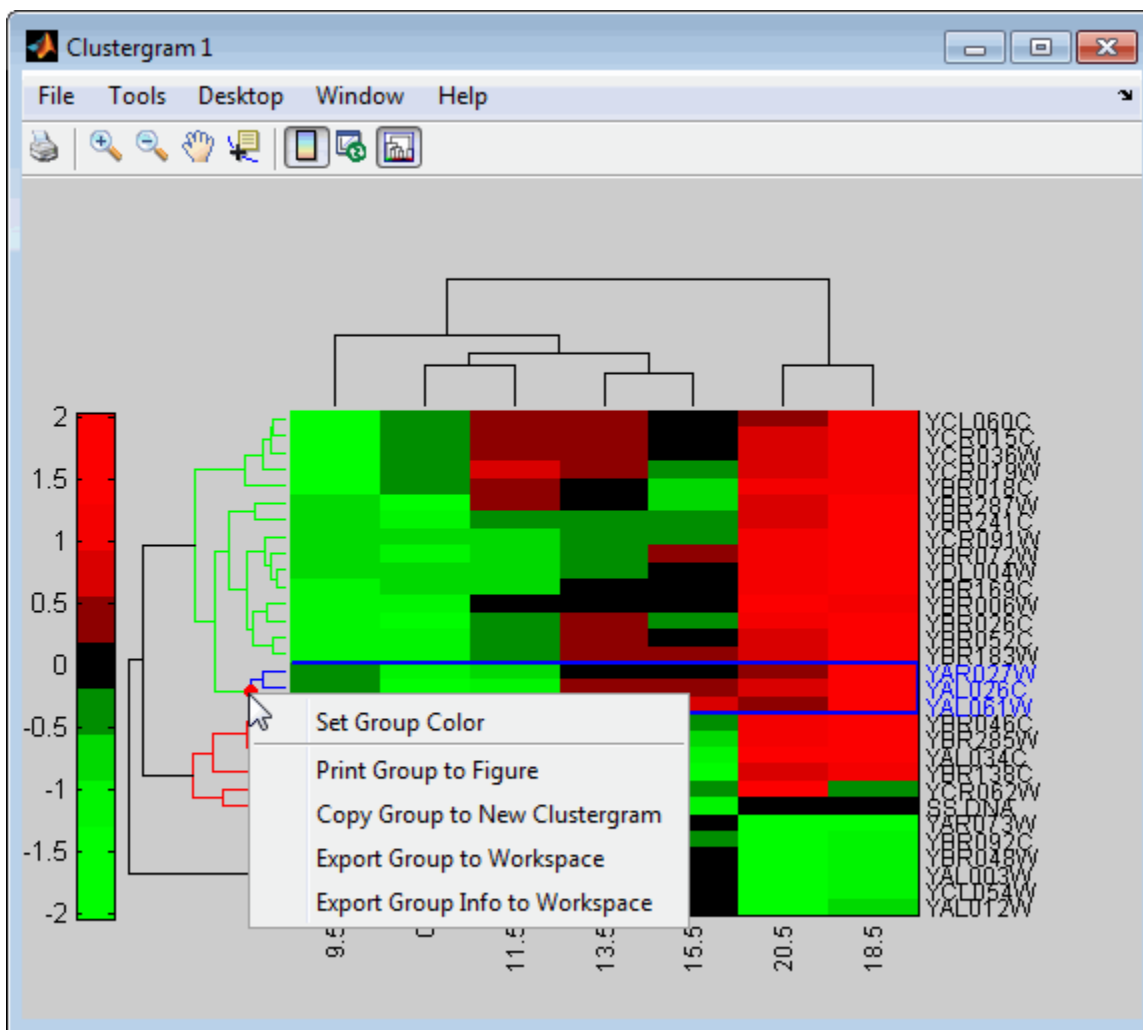 Clustergram 1
File Tools Desktop Window Help
2
1.5
1
0.5
0
-0.5
-1
-1.5
-2
YCL060C
YCR015C
YCR036W
YCR019W
YBR018C
YBR287W
YBR241C
YCR091W
YBR072W
YDL004W
YBR169C
YBR006W
YBR026C
YBR052C
YBR183W
YAR027W
YAL026C
YAL061W
YBR046C
YBR285W
YAL034C
YBR138C
YCR062W
SS DNA
YAR073W
YBR092C
YBR048W
YAL003W
YCL054W
YAL012W
Set Group Color
Print Group to Figure
Copy Group to New Clustergram
Export Group to Workspace
Export Group Info to Workspace
9.5 0 11.5 13.5 15.5 20.5 18.5